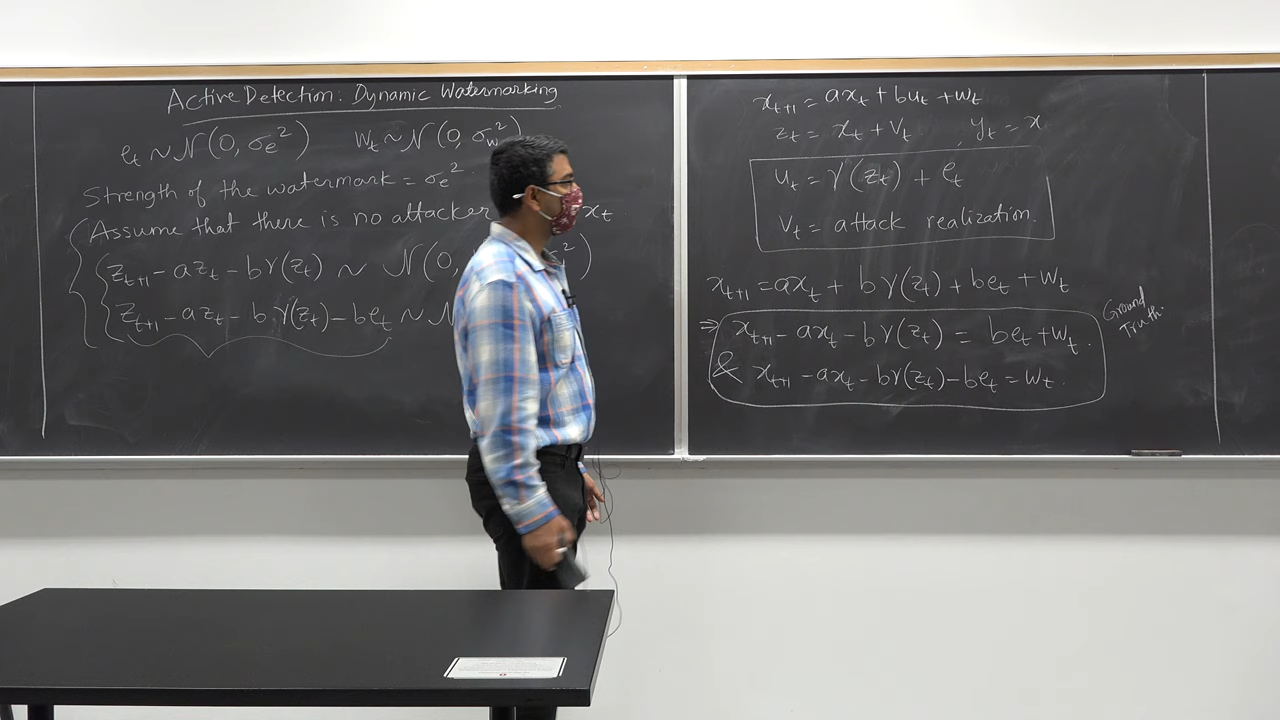 Active Detection: Dynamic Watermarking
e_t ~ N(0, σ_e²) w_t ~ N(0, σ_w²)
Strength of the watermark = σ_e².
Assume that there is no attacker x_t
z_{t+1} - a z_t - b γ(z_t) ~ N(0, ²)
z_{t+1} - a z_t - b γ(z_t) - b e_t ~ N
x_{t+1} = a x_t + b u_t + w_t
z_t = x_t + v_t y_t = x
u_t = γ(z_t) + e_t
v_t = attack realization.
x_{t+1} = a x_t + b γ(z_t) + b e_t + w_t
⇒ x_{t+1} - a x_t - b γ(z_t) = b e_t + w_t.
& x_{t+1} - a x_t - b γ(z_t) - b e_t = w_t.
Ground
Truth.